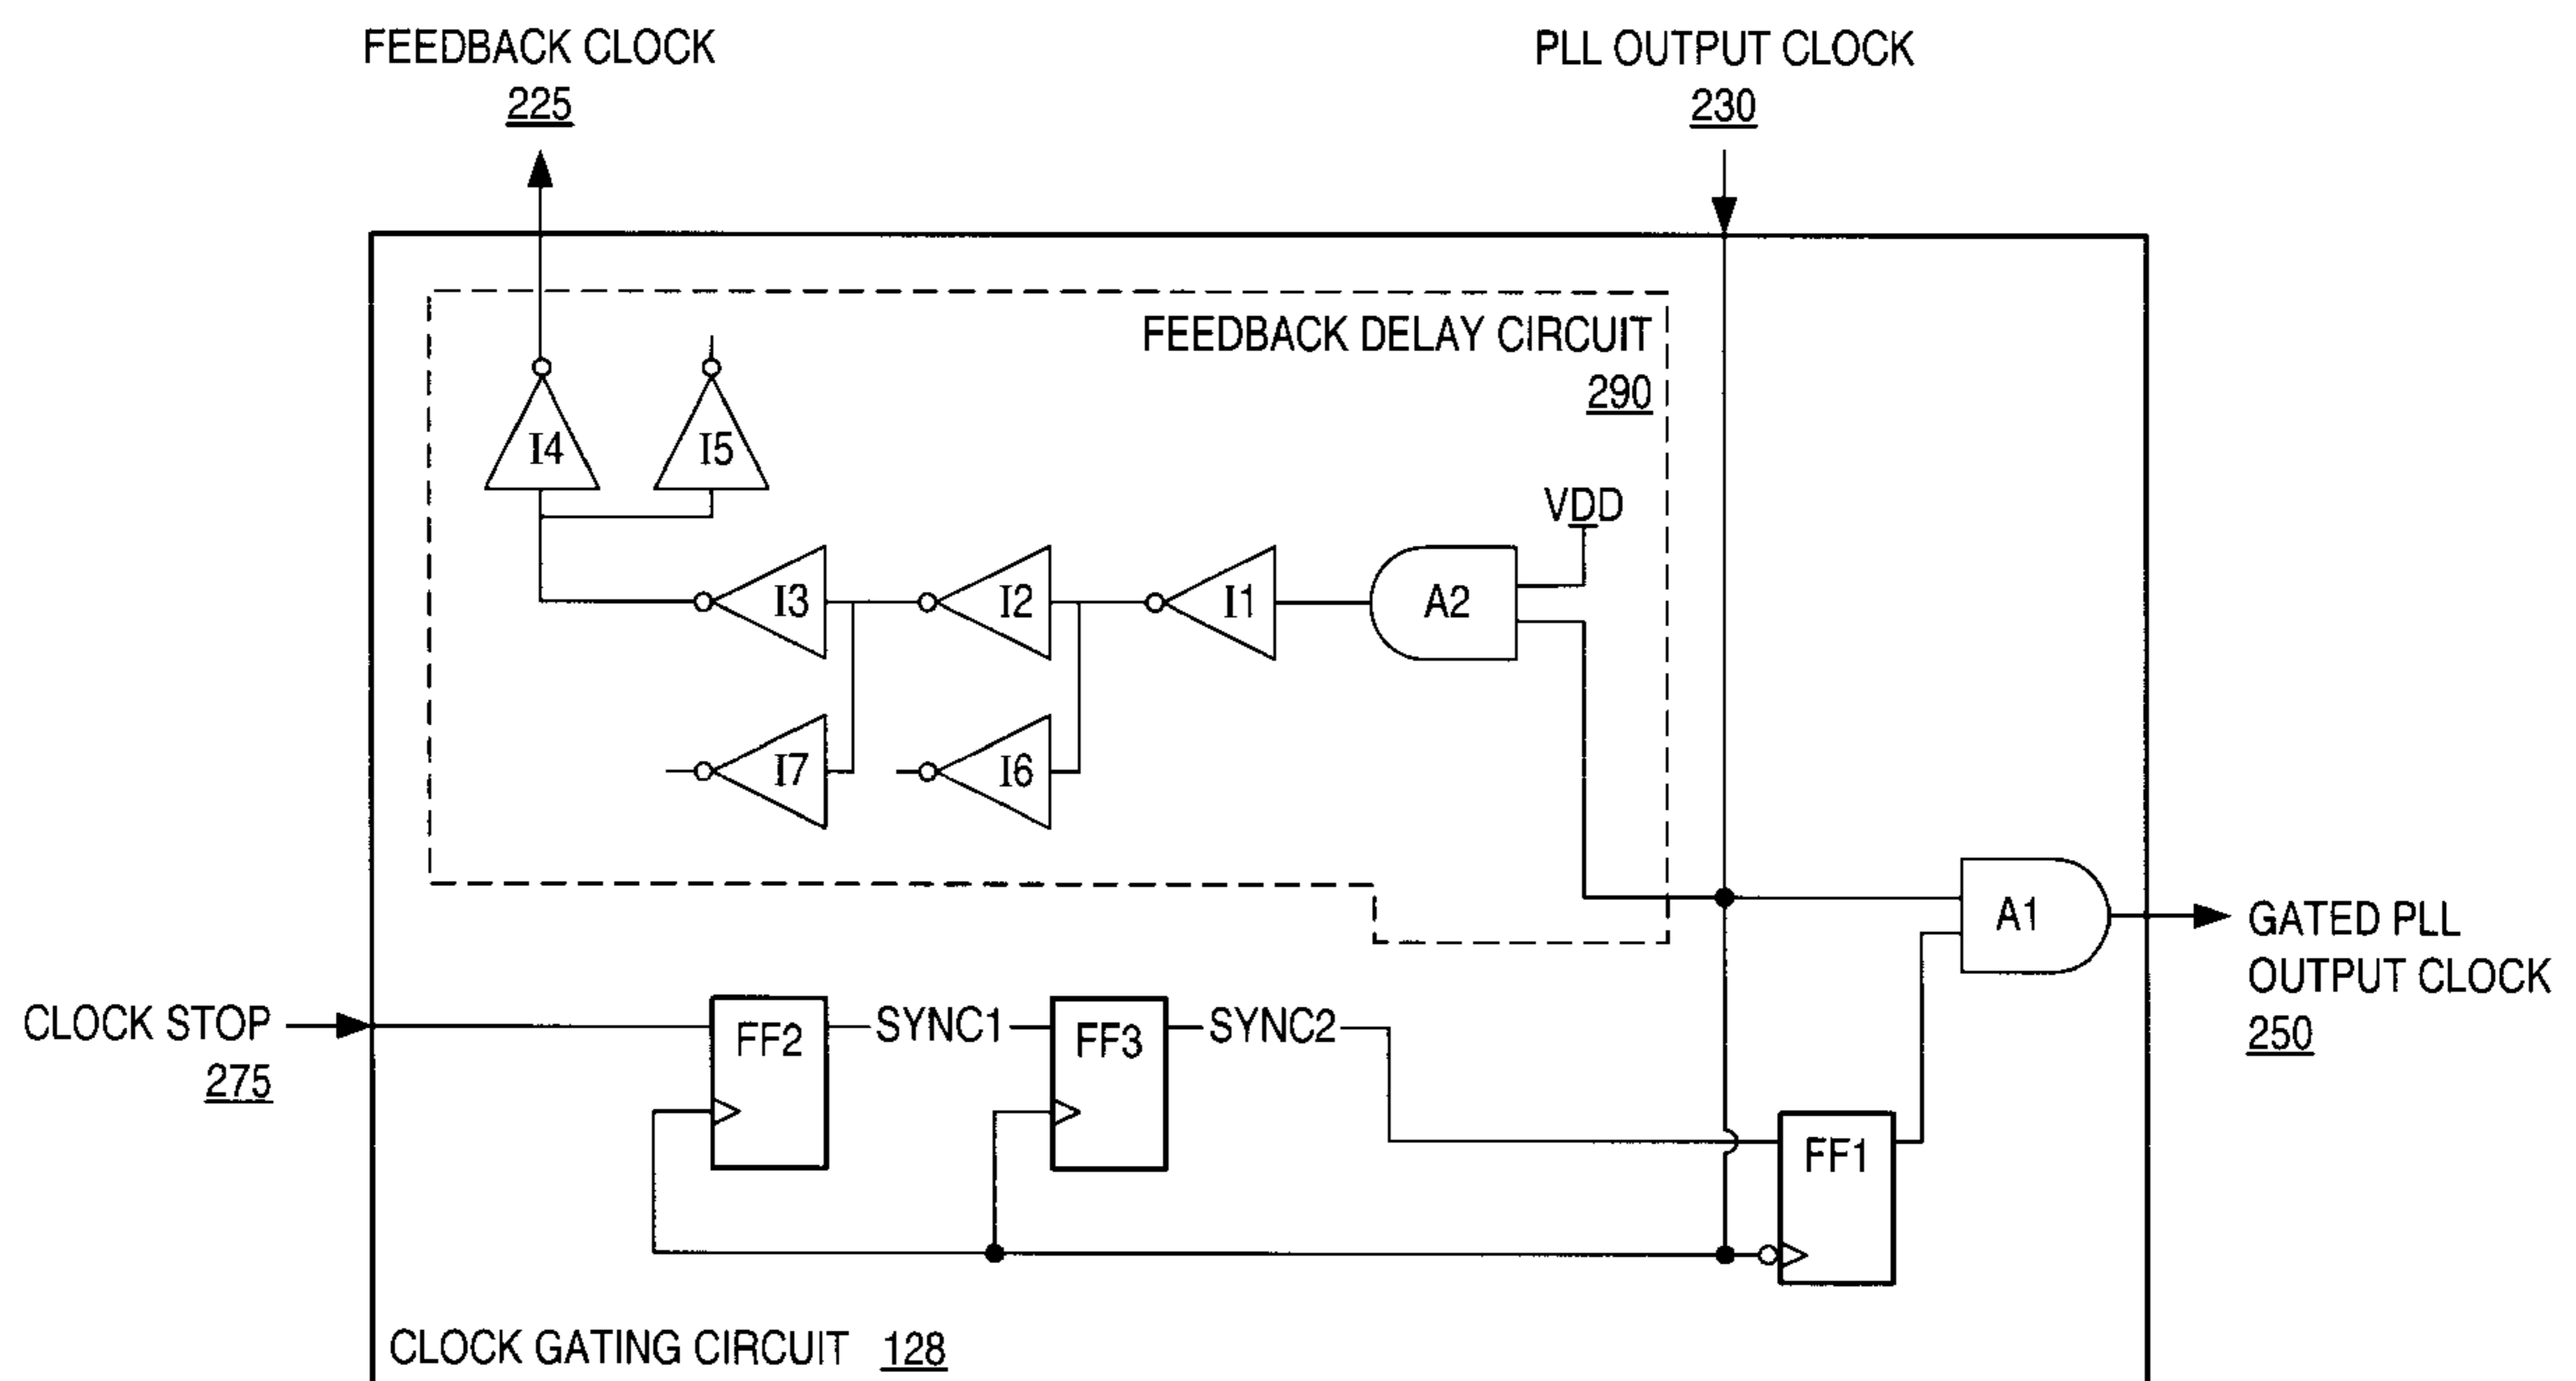 FEEDBACK CLOCK
225
PLL OUTPUT CLOCK
230
FEEDBACK DELAY CIRCUIT
290
I4
I5
VDD
I3
I2
I1
A2
I7
I6
A1
GATED PLL
OUTPUT CLOCK
250
CLOCK STOP
275
FF2
SYNC1
FF3
SYNC2
FF1
CLOCK GATING CIRCUIT 128